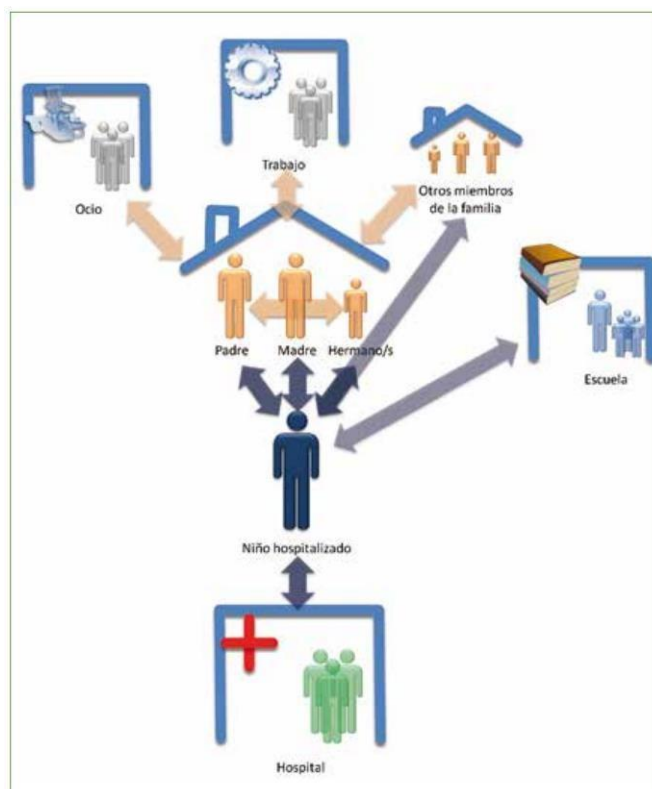 Trabajo
Ocio
Otros miembros
de la familia
Padre
Madre
Hermano/s
Escuela
Niño hospitalizado
Hospital